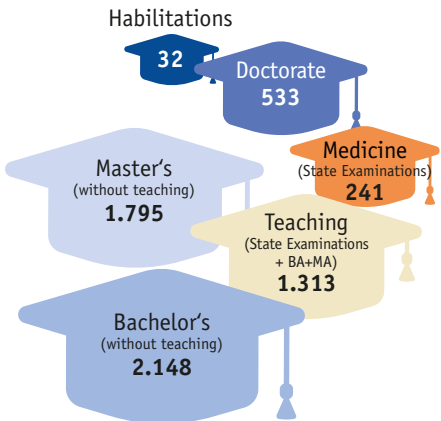 Habilitations
32
Doctorate
533
Medicine
(State Examinations)
241
Master‘s
(without teaching)
1.795
Teaching
(State Examinations
+ BA+MA)
1.313
Bachelor‘s
(without teaching)
2.148